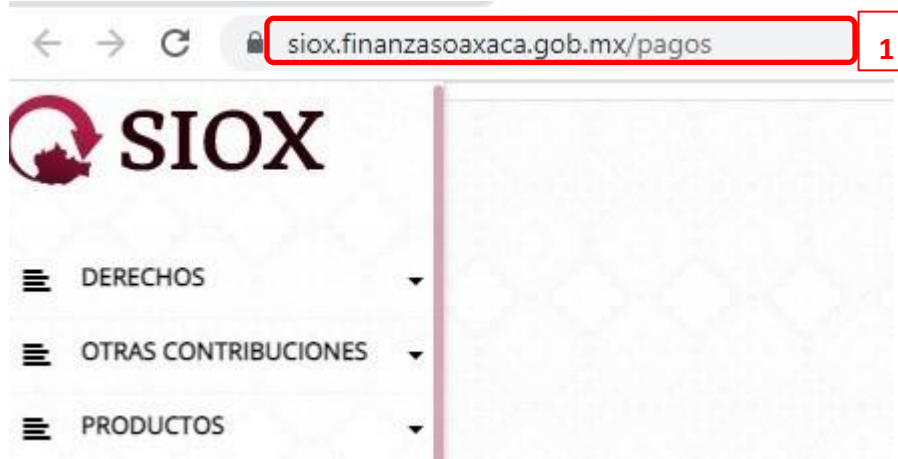 siox.finanzasoaxaca.gob.mx/pagos
1
SIOX
DERECHOS
OTRAS CONTRIBUCIONES
PRODUCTOS